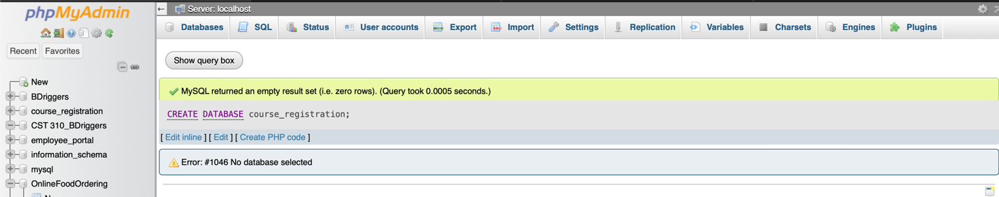 phpMyAdmin
Recent Favorites
New
BDriggers
course_registration
CST 310_BDriggers
employee_portal
information_schema
mysql
OnlineFoodOrdering
Server: localhost
Databases SQL Status User accounts Export Import Settings Replication Variables Charsets Engines Plugins
Show query box
MySQL returned an empty result set (i.e. zero rows). (Query took 0.0005 seconds.)
CREATE DATABASE course_registration;
[ Edit inline ] [ Edit ] [ Create PHP code ]
Error: #1046 No database selected